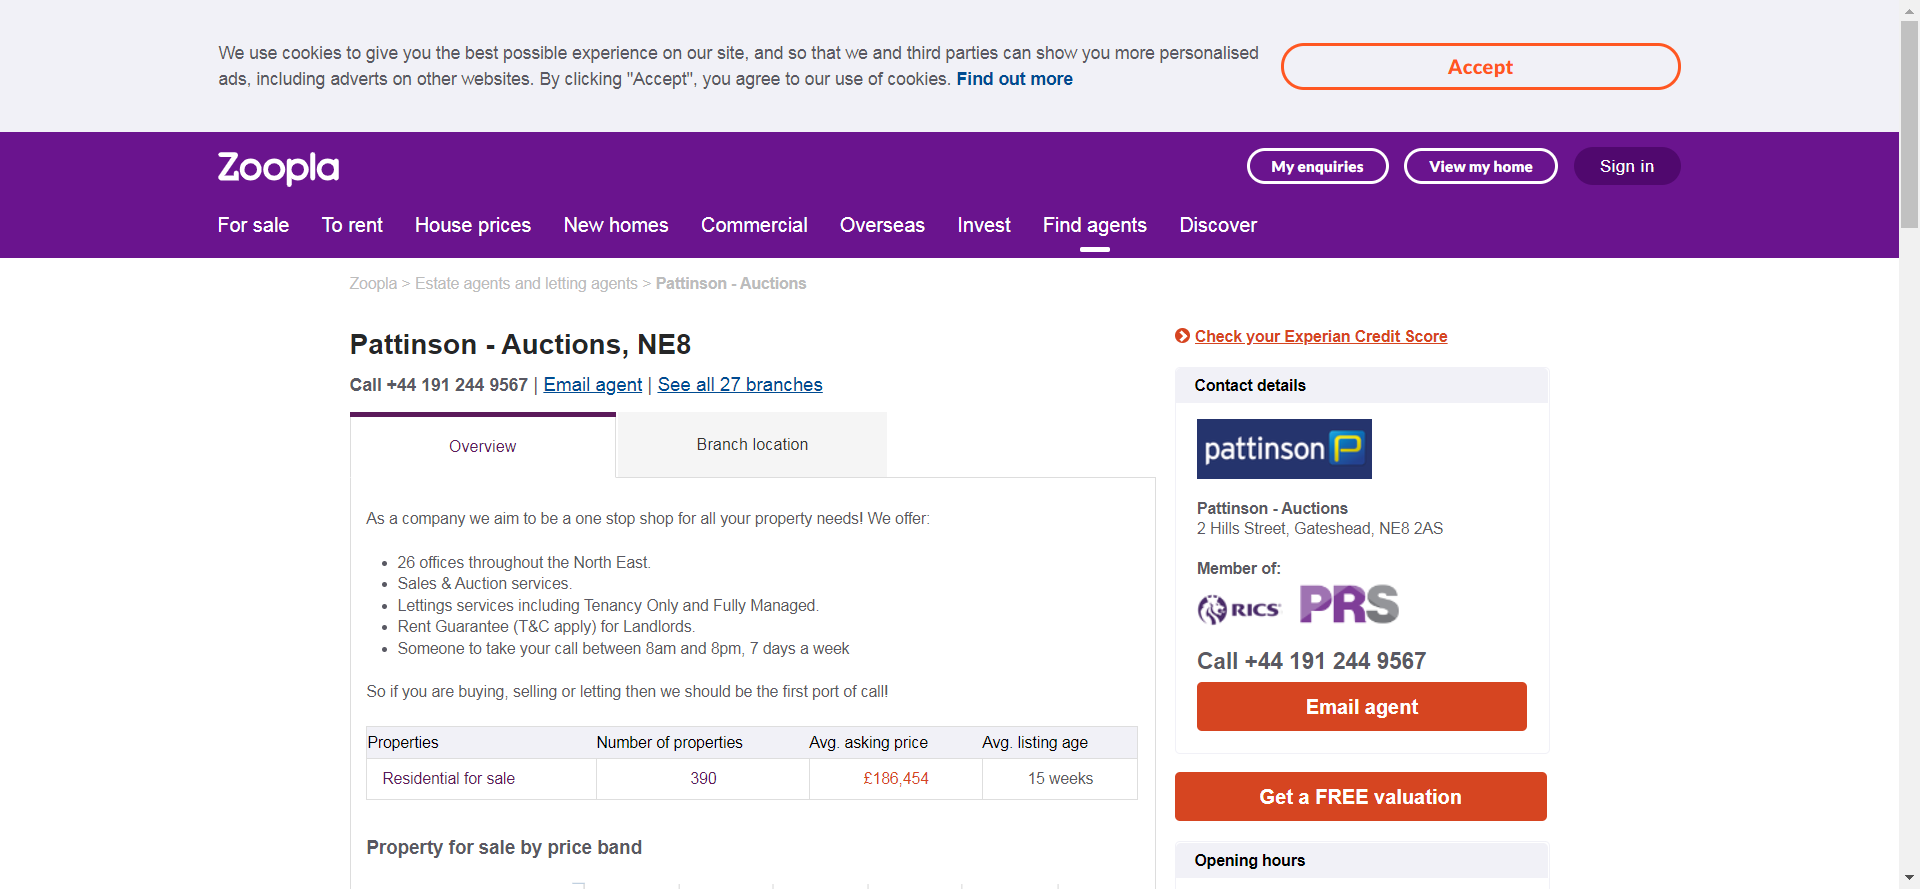 We use cookies to give you the best possible experience on our site, and so that we and third parties can show you more personalised
ads, including adverts on other websites. By clicking "Accept", you agree to our use of cookies. Find out more
Accept
Zoopla
My enquiries
View my home
Sign in
For sale
To rent
House prices
New homes
Commercial
Overseas
Invest
Find agents
Discover
Zoopla > Estate agents and letting agents > Pattinson - Auctions
Pattinson - Auctions, NE8
Call +44 191 244 9567 | Email agent | See all 27 branches
Overview
Branch location
As a company we aim to be a one stop shop for all your property needs! We offer:
• 26 offices throughout the North East.
• Sales & Auction services.
• Lettings services including Tenancy Only and Fully Managed.
• Rent Guarantee (T&C apply) for Landlords.
• Someone to take your call between 8am and 8pm, 7 days a week
So if you are buying, selling or letting then we should be the first port of call!
Properties Number of properties Avg. asking price Avg. listing age
Residential for sale 390 £186,454 15 weeks
Property for sale by price band
Check your Experian Credit Score
Contact details
pattinson P
Pattinson - Auctions
2 Hills Street, Gateshead, NE8 2AS
Member of:
RICS PRS
Call +44 191 244 9567
Email agent
Get a FREE valuation
Opening hours